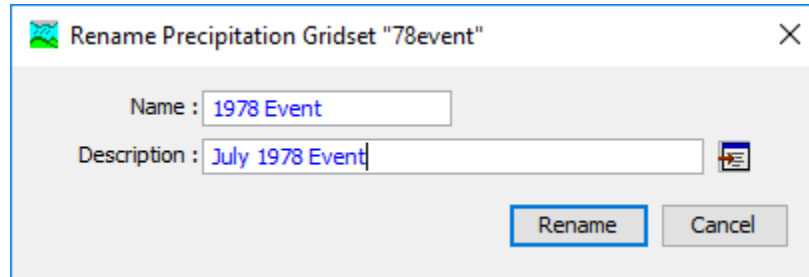 Rename Precipitation Gridset "78event"
Name : 1978 Event
Description : July 1978 Event
Rename Cancel